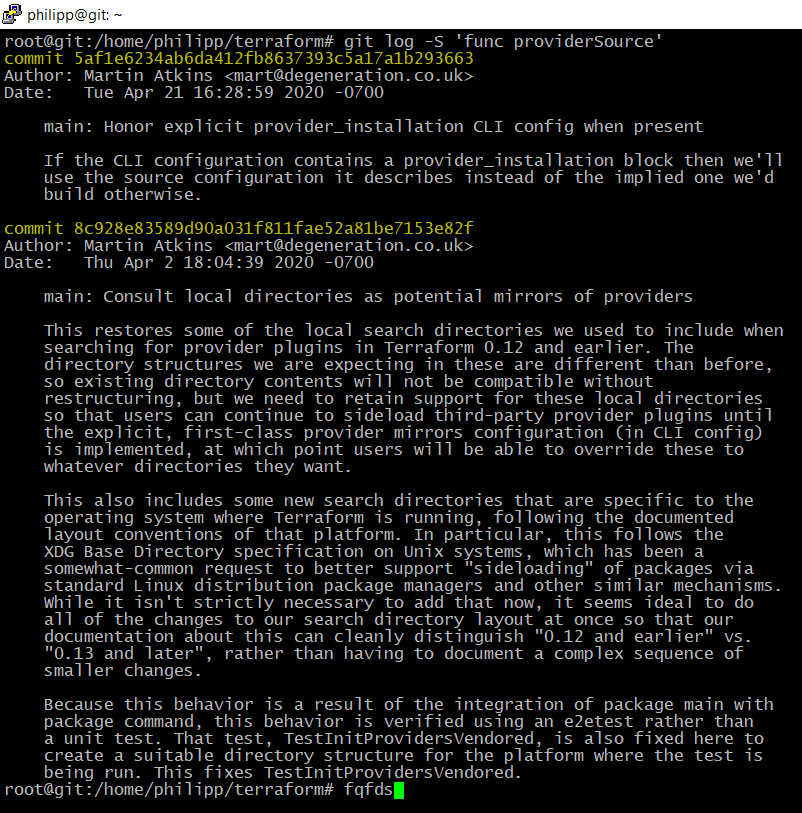 philipp@git: ~
root@git:/home/philipp/terraform# git log -S 'func providerSource'
commit 5af1e6234ab6da412fb8637393c5a17a1b293663
Author: Martin Atkins <mart@degeneration.co.uk>
Date:   Tue Apr 21 16:28:59 2020 -0700
    main: Honor explicit provider_installation CLI config when present
    If the CLI configuration contains a provider_installation block then we'll
    use the source configuration it describes instead of the implied one we'd
    build otherwise.
commit 8c928e83589d90a031f811fae52a81be7153e82f
Author: Martin Atkins <mart@degeneration.co.uk>
Date:   Thu Apr 2 18:04:39 2020 -0700
    main: Consult local directories as potential mirrors of providers
    This restores some of the local search directories we used to include when
    searching for provider plugins in Terraform 0.12 and earlier. The
    directory structures we are expecting in these are different than before,
    so existing directory contents will not be compatible without
    restructuring, but we need to retain support for these local directories
    so that users can continue to sideload third-party provider plugins until
    the explicit, first-class provider mirrors configuration (in CLI config)
    is implemented, at which point users will be able to override these to
    whatever directories they want.
    This also includes some new search directories that are specific to the
    operating system where Terraform is running, following the documented
    layout conventions of that platform. In particular, this follows the
    XDG Base Directory specification on Unix systems, which has been a
    somewhat-common request to better support "sideloading" of packages via
    standard Linux distribution package managers and other similar mechanisms.
    While it isn't strictly necessary to add that now, it seems ideal to do
    all of the changes to our search directory layout at once so that our
    documentation about this can cleanly distinguish "0.12 and earlier" vs.
    "0.13 and later", rather than having to document a complex sequence of
    smaller changes.
    Because this behavior is a result of the integration of package main with
    package command, this behavior is verified using an e2etest rather than
    a unit test. That test, TestInitProvidersVendored, is also fixed here to
    create a suitable directory structure for the platform where the test is
    being run. This fixes TestInitProvidersVendored.
root@git:/home/philipp/terraform# fqfds